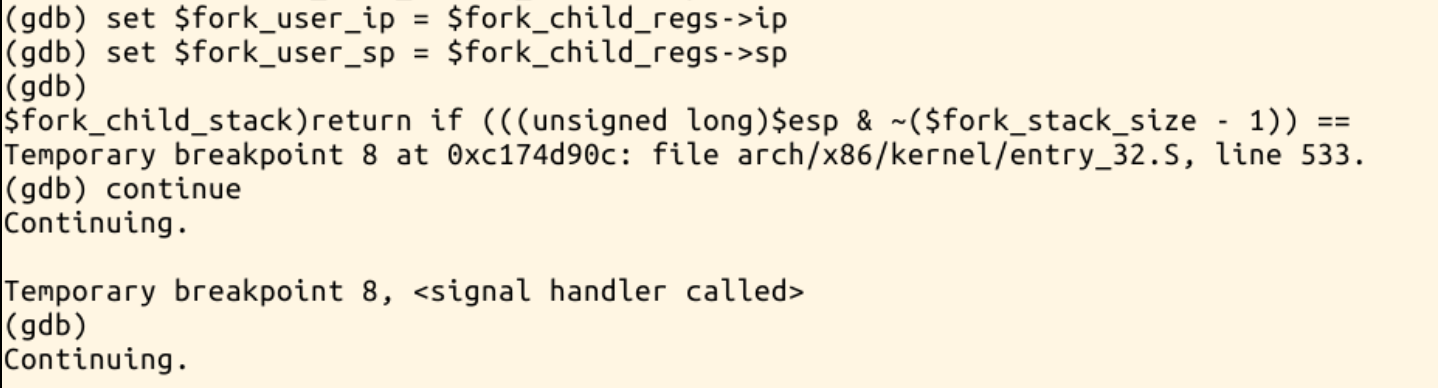 (gdb) set $fork_user_ip = $fork_child_regs->ip
(gdb) set $fork_user_sp = $fork_child_regs->sp
(gdb)
$fork_child_stack)return if (((unsigned long)$esp & ~($fork_stack_size - 1)) ==
Temporary breakpoint 8 at 0xc174d90c: file arch/x86/kernel/entry_32.S, line 533.
(gdb) continue
Continuing.
Temporary breakpoint 8, <signal handler called>
(gdb)
Continuing.